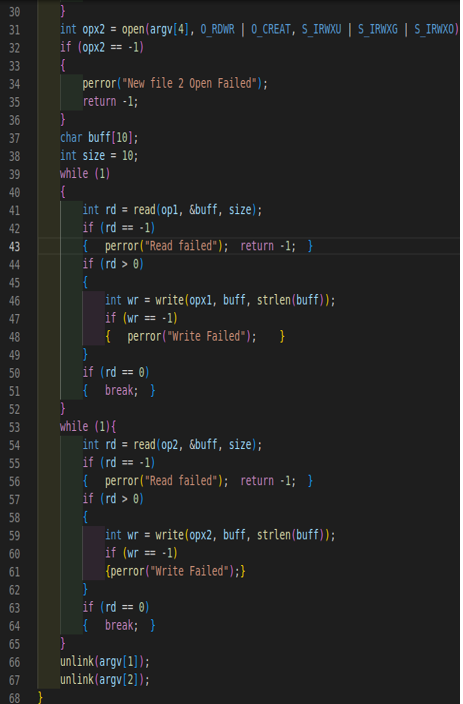 30 }
31 int opx2 = open(argv[4], O_RDWR | O_CREAT, S_IRWXU | S_IRWXG | S_IRWXO)
32 if (opx2 == -1)
33 {
34 perror("New file 2 Open Failed");
35 return -1;
36 }
37 char buff[10];
38 int size = 10;
39 while (1)
40 {
41 int rd = read(op1, &buff, size);
42 if (rd == -1)
43 { perror("Read failed"); return -1; }
44 if (rd > 0)
45 {
46 int wr = write(opx1, buff, strlen(buff));
47 if (wr == -1)
48 { perror("Write Failed"); }
49 }
50 if (rd == 0)
51 { break; }
52 }
53 while (1){
54 int rd = read(op2, &buff, size);
55 if (rd == -1)
56 { perror("Read failed"); return -1; }
57 if (rd > 0)
58 {
59 int wr = write(opx2, buff, strlen(buff));
60 if (wr == -1)
61 {perror("Write Failed");}
62 }
63 if (rd == 0)
64 { break; }
65 }
66 unlink(argv[1]);
67 unlink(argv[2]);
68 }